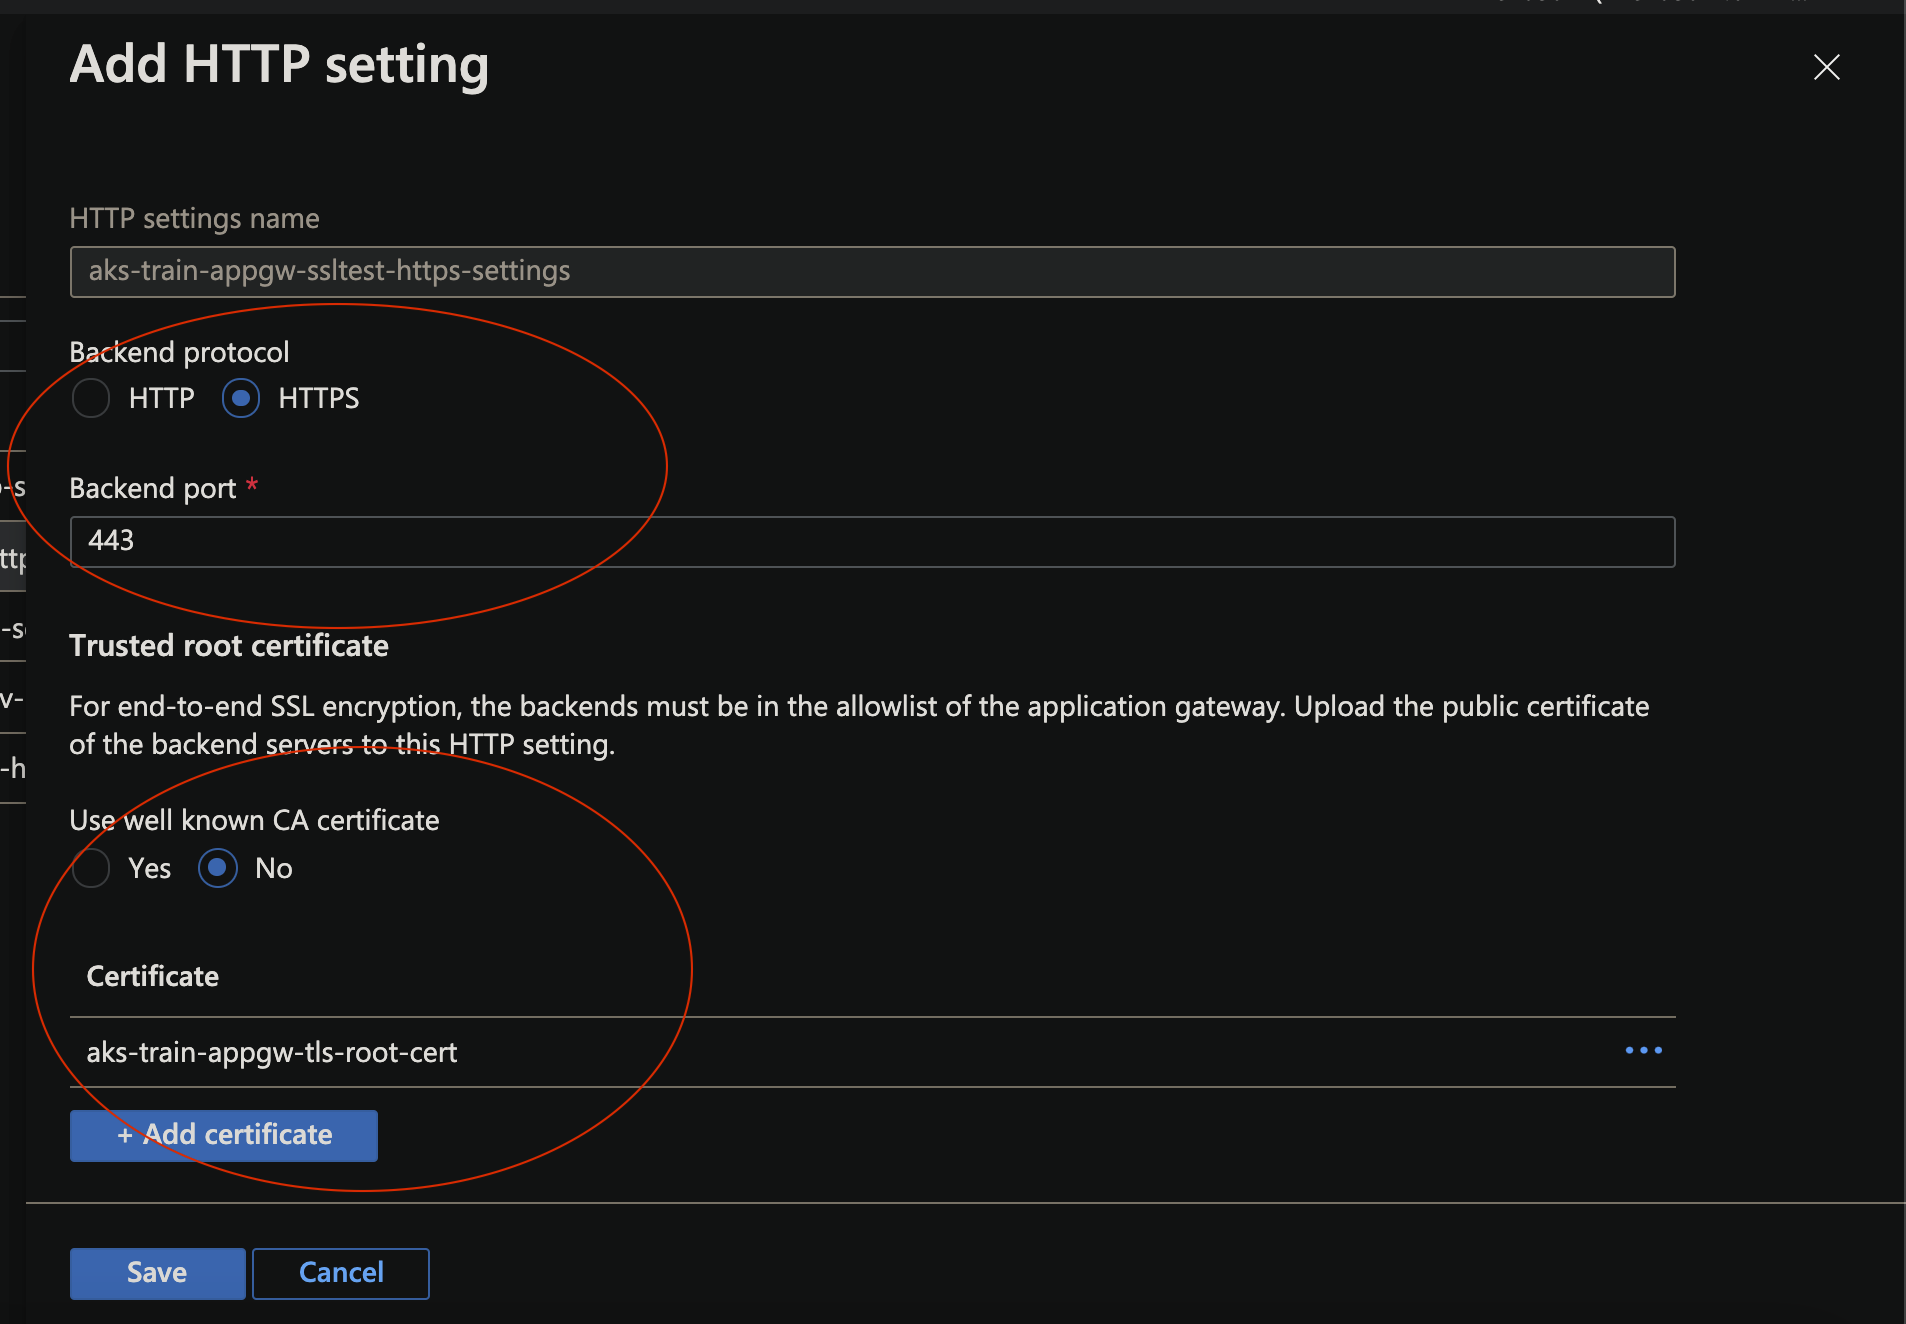 Add HTTP setting
HTTP settings name
aks-train-appgw-ssltest-https-settings
Backend protocol
HTTP HTTPS
Backend port *
443
Trusted root certificate
For end-to-end SSL encryption, the backends must be in the allowlist of the application gateway. Upload the public certificate
of the backend servers to this HTTP setting.
Use well known CA certificate
Yes No
Certificate
aks-train-appgw-tls-root-cert
+ Add certificate
Save Cancel